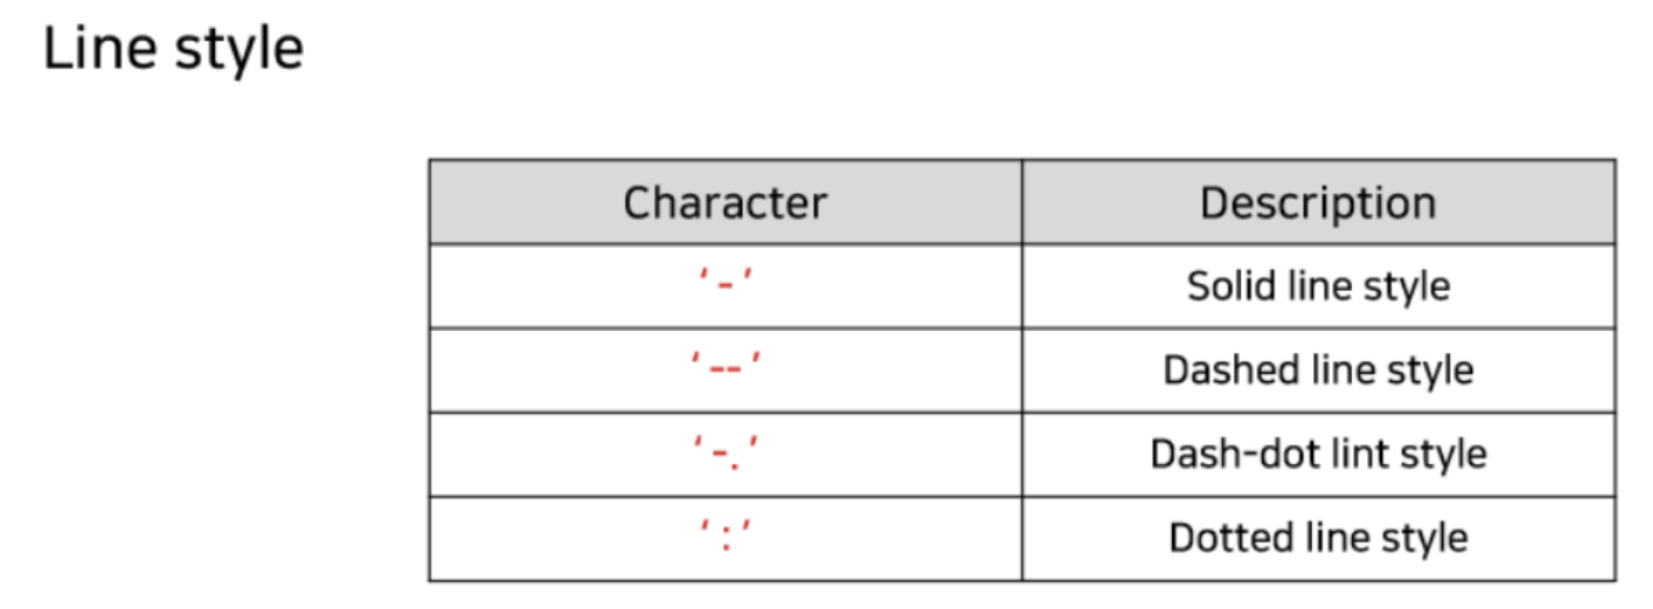 Line style
Character Description
‘-’ Solid line style
‘--’ Dashed line style
‘-.’ Dash-dot lint style
‘:’ Dotted line style